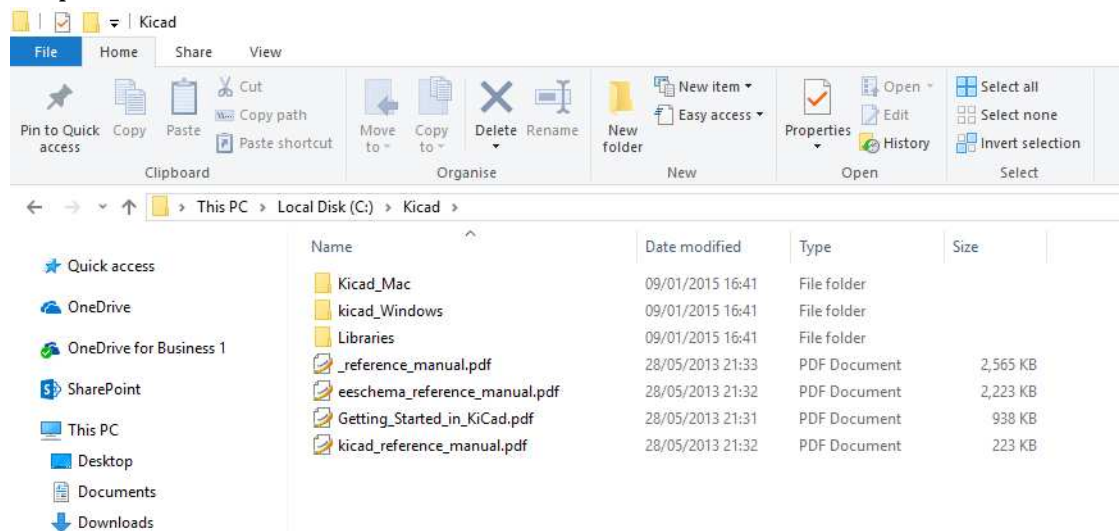 Kicad
File Home Share View
Pin to Quick access
Copy
Paste
Cut
Copy path
Paste shortcut
Clipboard
Move to
Copy to
Delete
Rename
Organise
New folder
New item
Easy access
New
Properties
Open
Edit
History
Open
Select all
Select none
Invert selection
Select
This PC > Local Disk (C:) > Kicad >
Name Date modified Type Size
Quick access
OneDrive
OneDrive for Business 1
SharePoint
This PC
Desktop
Documents
Downloads
Kicad_Mac 09/01/2015 16:41 File folder
kicad_Windows 09/01/2015 16:41 File folder
Libraries 09/01/2015 16:41 File folder
_reference_manual.pdf 28/05/2013 21:33 PDF Document 2,565 KB
eeschema_reference_manual.pdf 28/05/2013 21:32 PDF Document 2,223 KB
Getting_Started_in_KiCad.pdf 28/05/2013 21:31 PDF Document 938 KB
kicad_reference_manual.pdf 28/05/2013 21:32 PDF Document 223 KB